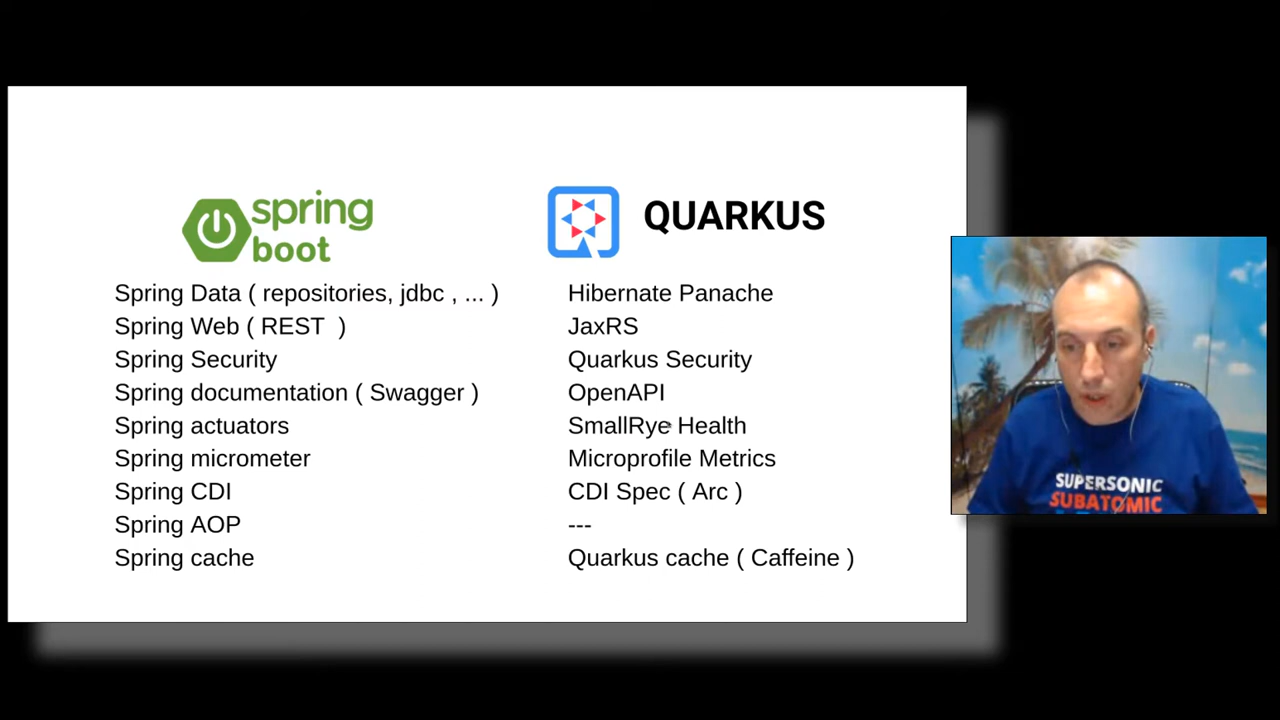 spring
boot
QUARKUS
Spring Data ( repositories, jdbc , ... )
Hibernate Panache
Spring Web ( REST )
JaxRS
Spring Security
Quarkus Security
Spring documentation ( Swagger )
OpenAPI
Spring actuators
SmallRye Health
Spring micrometer
Microprofile Metrics
Spring CDI
CDI Spec ( Arc )
Spring AOP
---
Spring cache
Quarkus cache ( Caffeine )
SUPERSONIC
SUBATOMIC